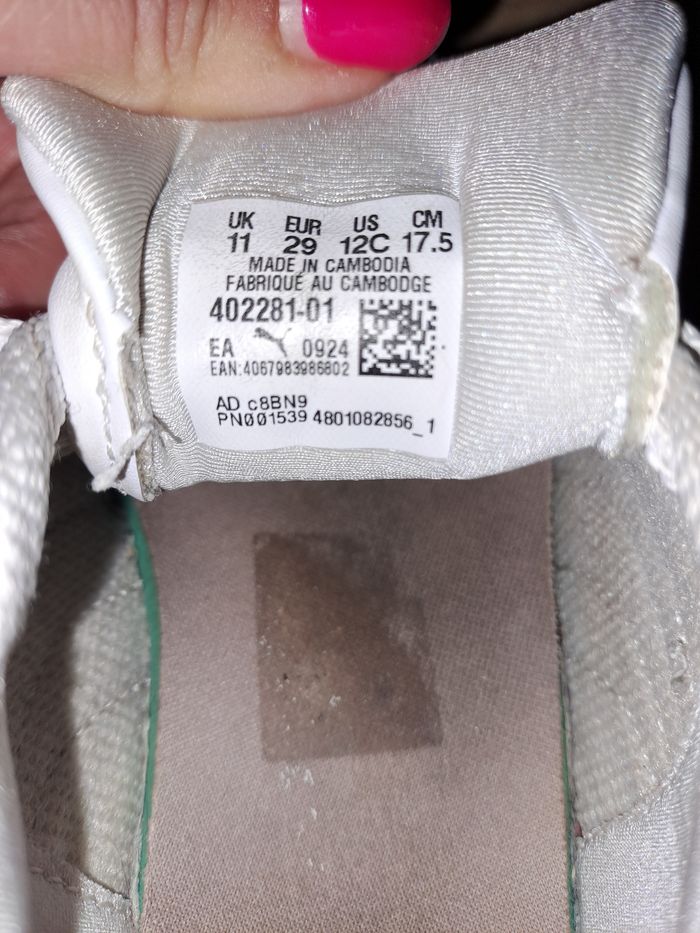 UK EUR US CM
11 29 12C 17.5
MADE IN CAMBODIA
FABRIQUÉ AU CAMBODGE
402281-01
EA 0924
EAN:4067983986802
AD c8BN9
PN001539 4801082856_1